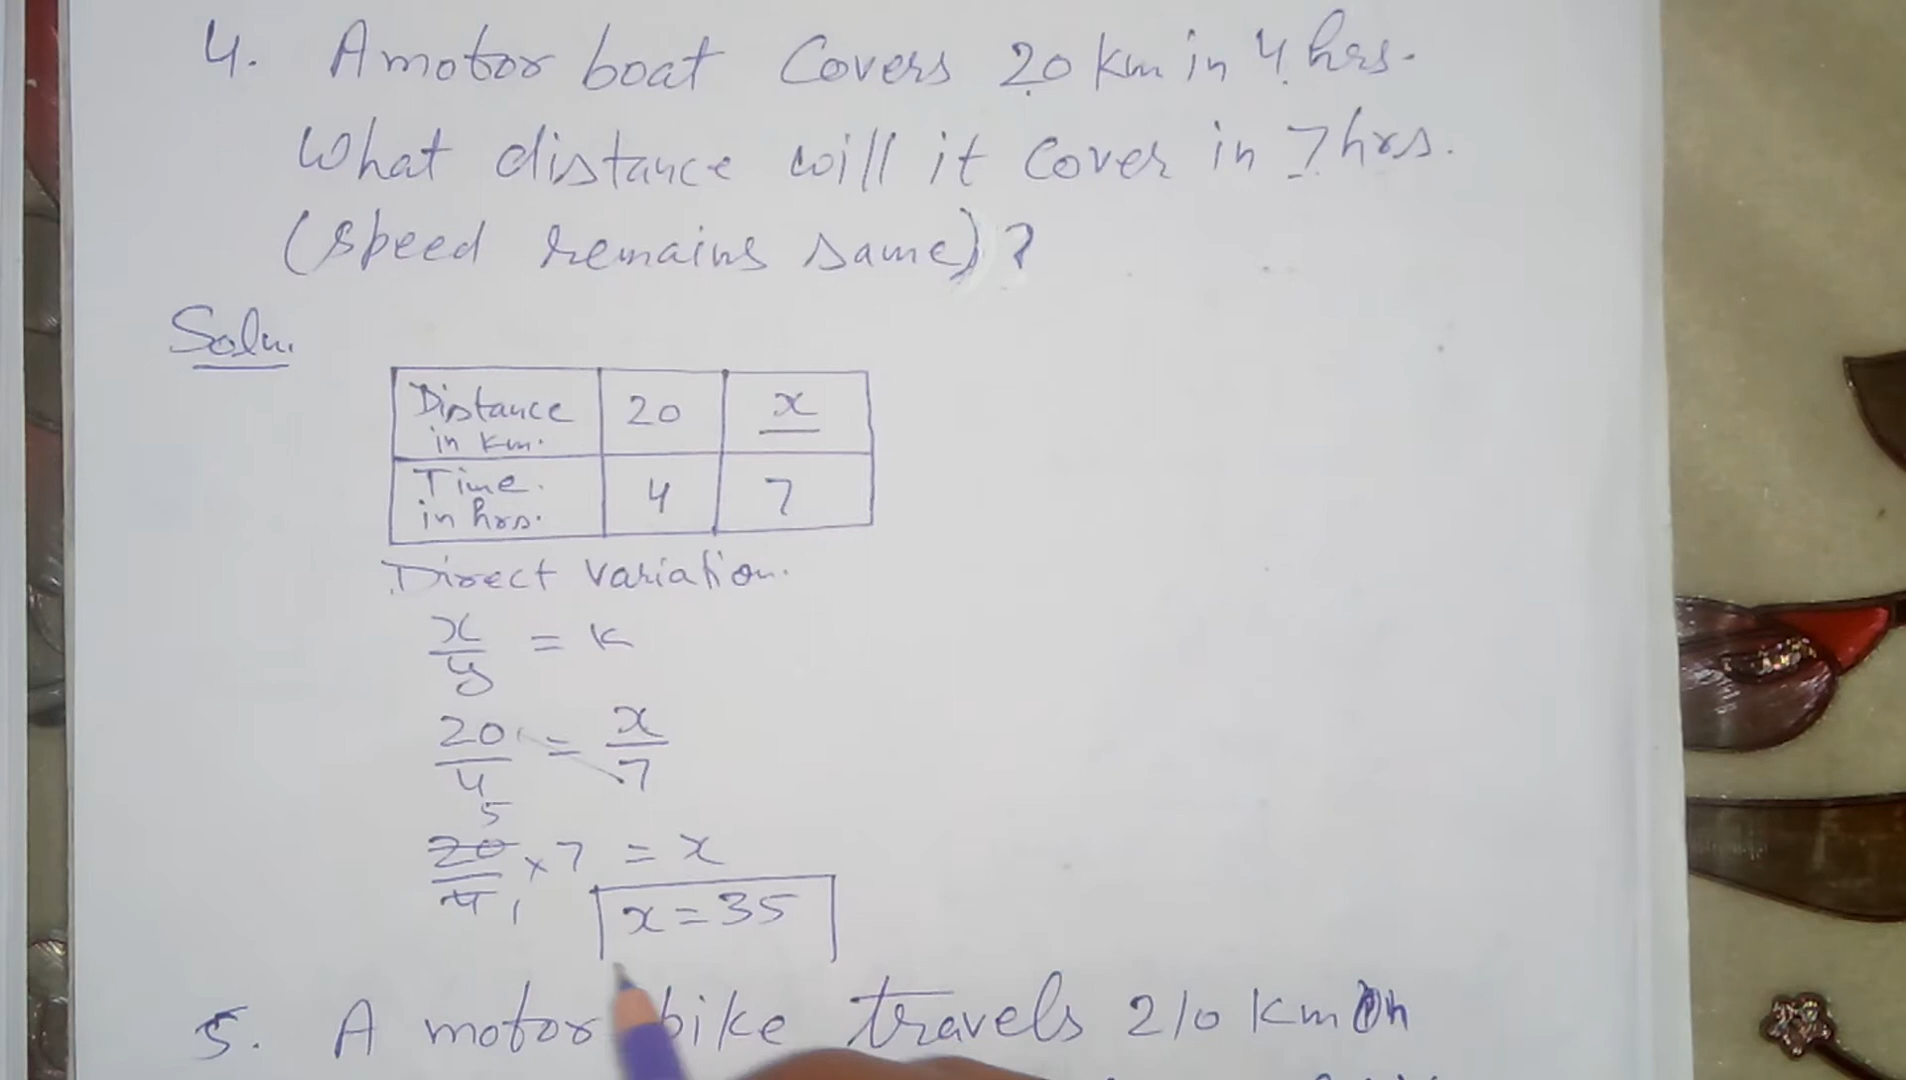 4. A motor boat Covers 20 km in 4 hrs.
What distance will it Cover in 7 hrs.
(speed remains same)?
Soln.
Distance in Km. 20 x
Time. in hrs. 4 7
Direct variation.
x/y = K
20/4 = x/7
5
20/4 × 7 = x
1
x = 35
5. A motor bike travels 210 Km in